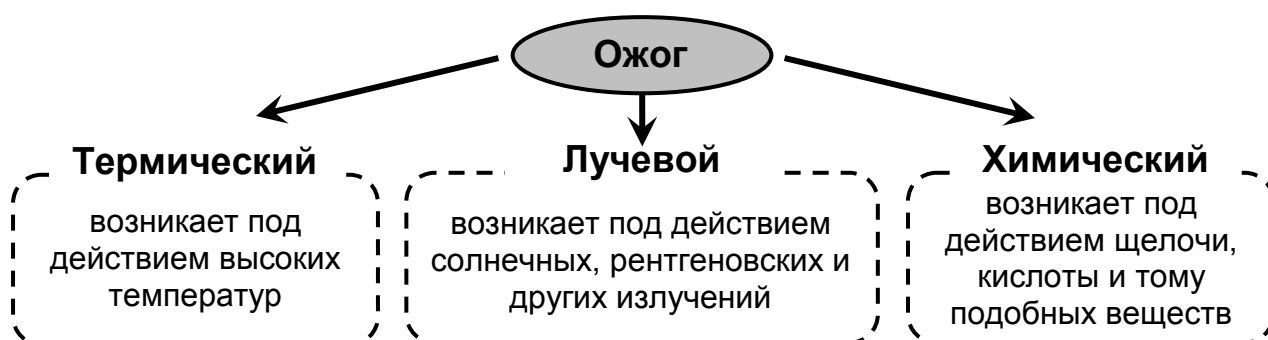 Ожог
Термический
возникает под
действием высоких
температур
Лучевой
возникает под действием
солнечных, рентгеновских и
других излучений
Химический
возникает под
действием щелочи,
кислоты и тому
подобных веществ